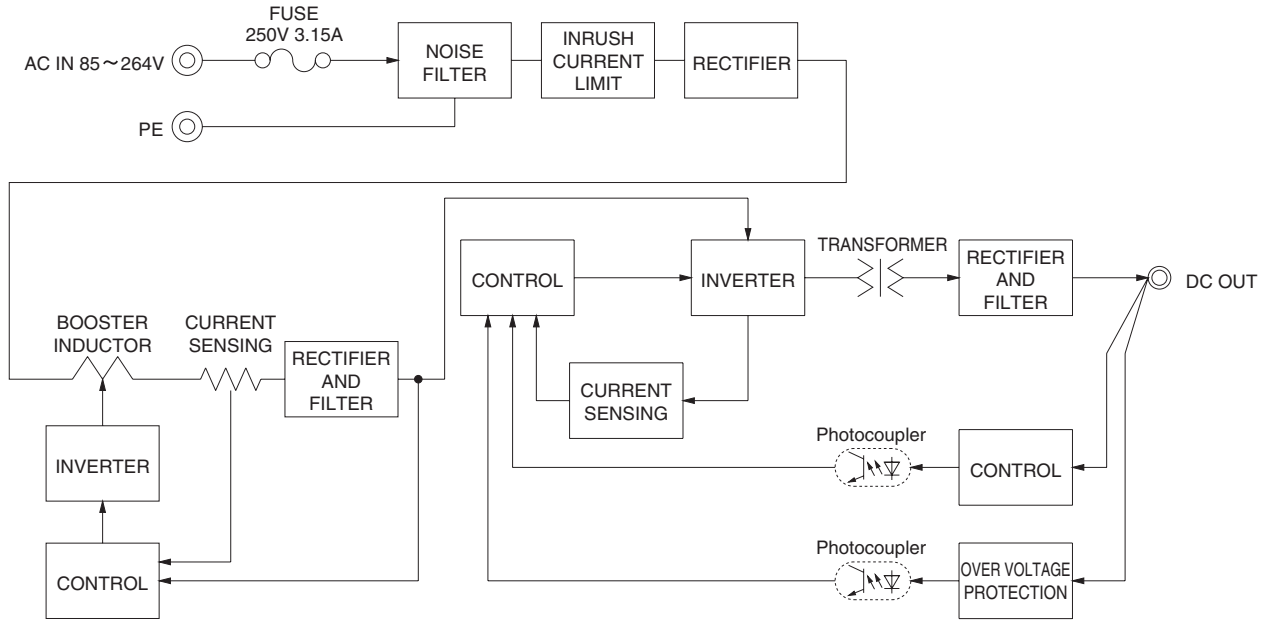 FUSE
250V 3.15A
AC IN 85～264V
NOISE
FILTER
INRUSH
CURRENT
LIMIT
RECTIFIER
PE
BOOSTER
INDUCTOR
CURRENT
SENSING
RECTIFIER
AND
FILTER
INVERTER
CONTROL
CONTROL
INVERTER
TRANSFORMER
RECTIFIER
AND
FILTER
DC OUT
CURRENT
SENSING
Photocoupler
CONTROL
Photocoupler
OVER VOLTAGE
PROTECTION